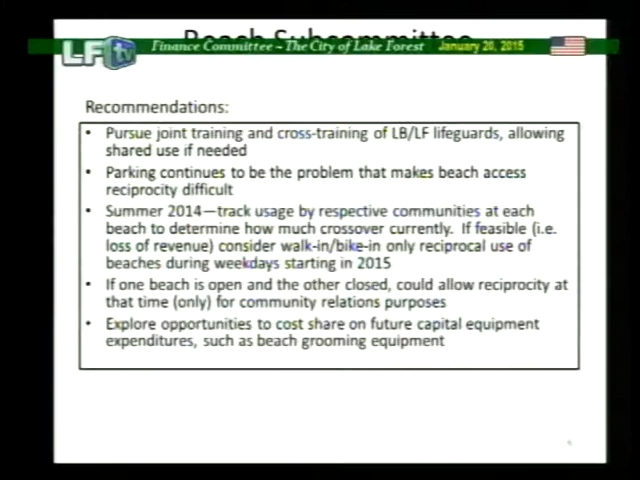 Beach Subcommittee
LFtv
Finance Committee - The City of Lake Forest
January 20, 2015
Recommendations:
• Pursue joint training and cross-training of LB/LF lifeguards, allowing
shared use if needed
• Parking continues to be the problem that makes beach access
reciprocity difficult
• Summer 2014—track usage by respective communities at each
beach to determine how much crossover currently. If feasible (i.e.
loss of revenue) consider walk-in/bike-in only reciprocal use of
beaches during weekdays starting in 2015
• If one beach is open and the other closed, could allow reciprocity at
that time (only) for community relations purposes
• Explore opportunities to cost share on future capital equipment
expenditures, such as beach grooming equipment